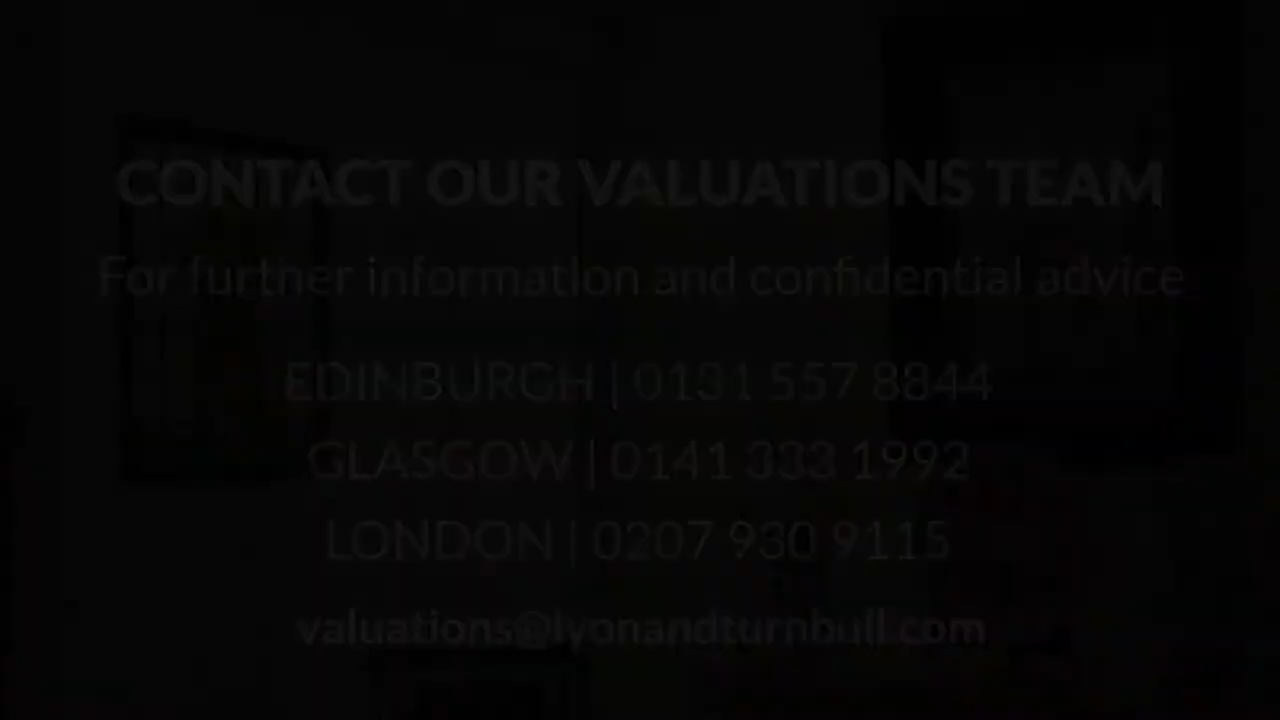 CONTACT OUR VALUATIONS TEAM
For further information and confidential advice
EDINBURGH | 0131 557 8844
GLASGOW | 0141 333 1992
LONDON | 0207 930 9115
valuations@lyonandturnbull.com